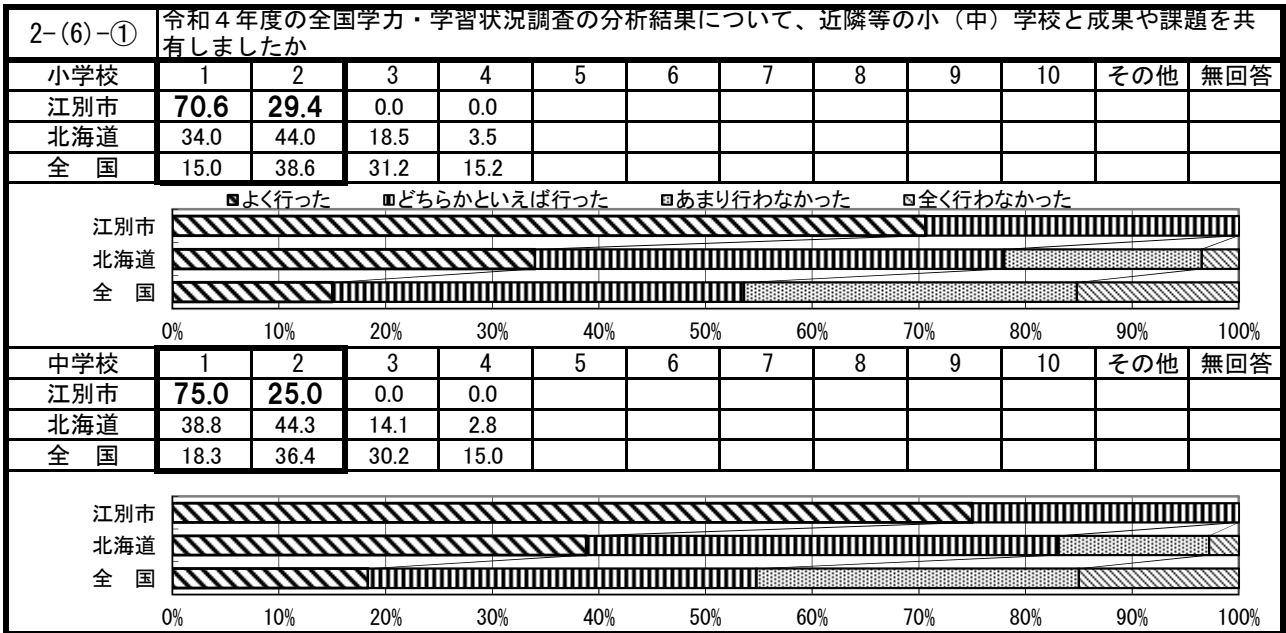 2-(6)-① 令和４年度の全国学力・学習状況調査の分析結果について、近隣等の小（中）学校と成果や課題を共
有しましたか
小学校 1 2 3 4 5 6 7 8 9 10 その他 無回答
江別市 70.6 29.4 0.0 0.0
北海道 34.0 44.0 18.5 3.5
全　国 15.0 38.6 31.2 15.2
よく行った どちらかといえば行った あまり行わなかった 全く行わなかった
江別市
北海道
全　国
0% 10% 20% 30% 40% 50% 60% 70% 80% 90% 100%
中学校 1 2 3 4 5 6 7 8 9 10 その他 無回答
江別市 75.0 25.0 0.0 0.0
北海道 38.8 44.3 14.1 2.8
全　国 18.3 36.4 30.2 15.0
江別市
北海道
全　国
0% 10% 20% 30% 40% 50% 60% 70% 80% 90% 100%